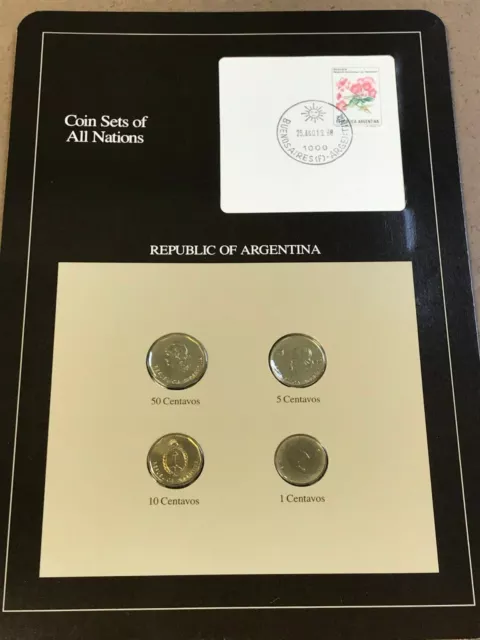 Coin Sets of
All Nations
REPUBLICA ARGENTINA
BUENOS AIRES (F) - ARGENTINA
1000
REPUBLIC OF ARGENTINA
50 Centavos
5 Centavos
10 Centavos
1 Centavos